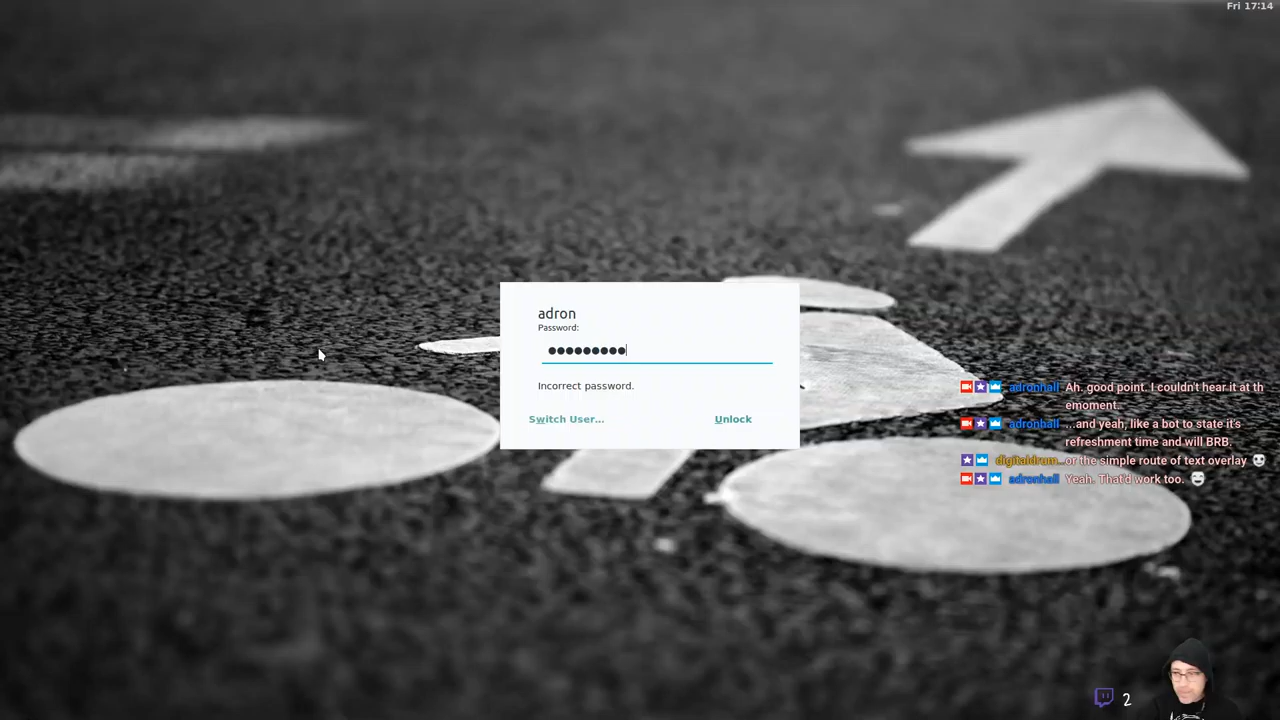 Fri 17:14
adron
Password:
Incorrect password.
Switch User...
Unlock
adronhall Ah. good point. I couldn't hear it at th
emoment.
adronhall ...and yeah, like a bot to state it's
refreshment time and will BRB.
digitaldrum...or the simple route of text overlay
adronhall Yeah. That'd work too.
2